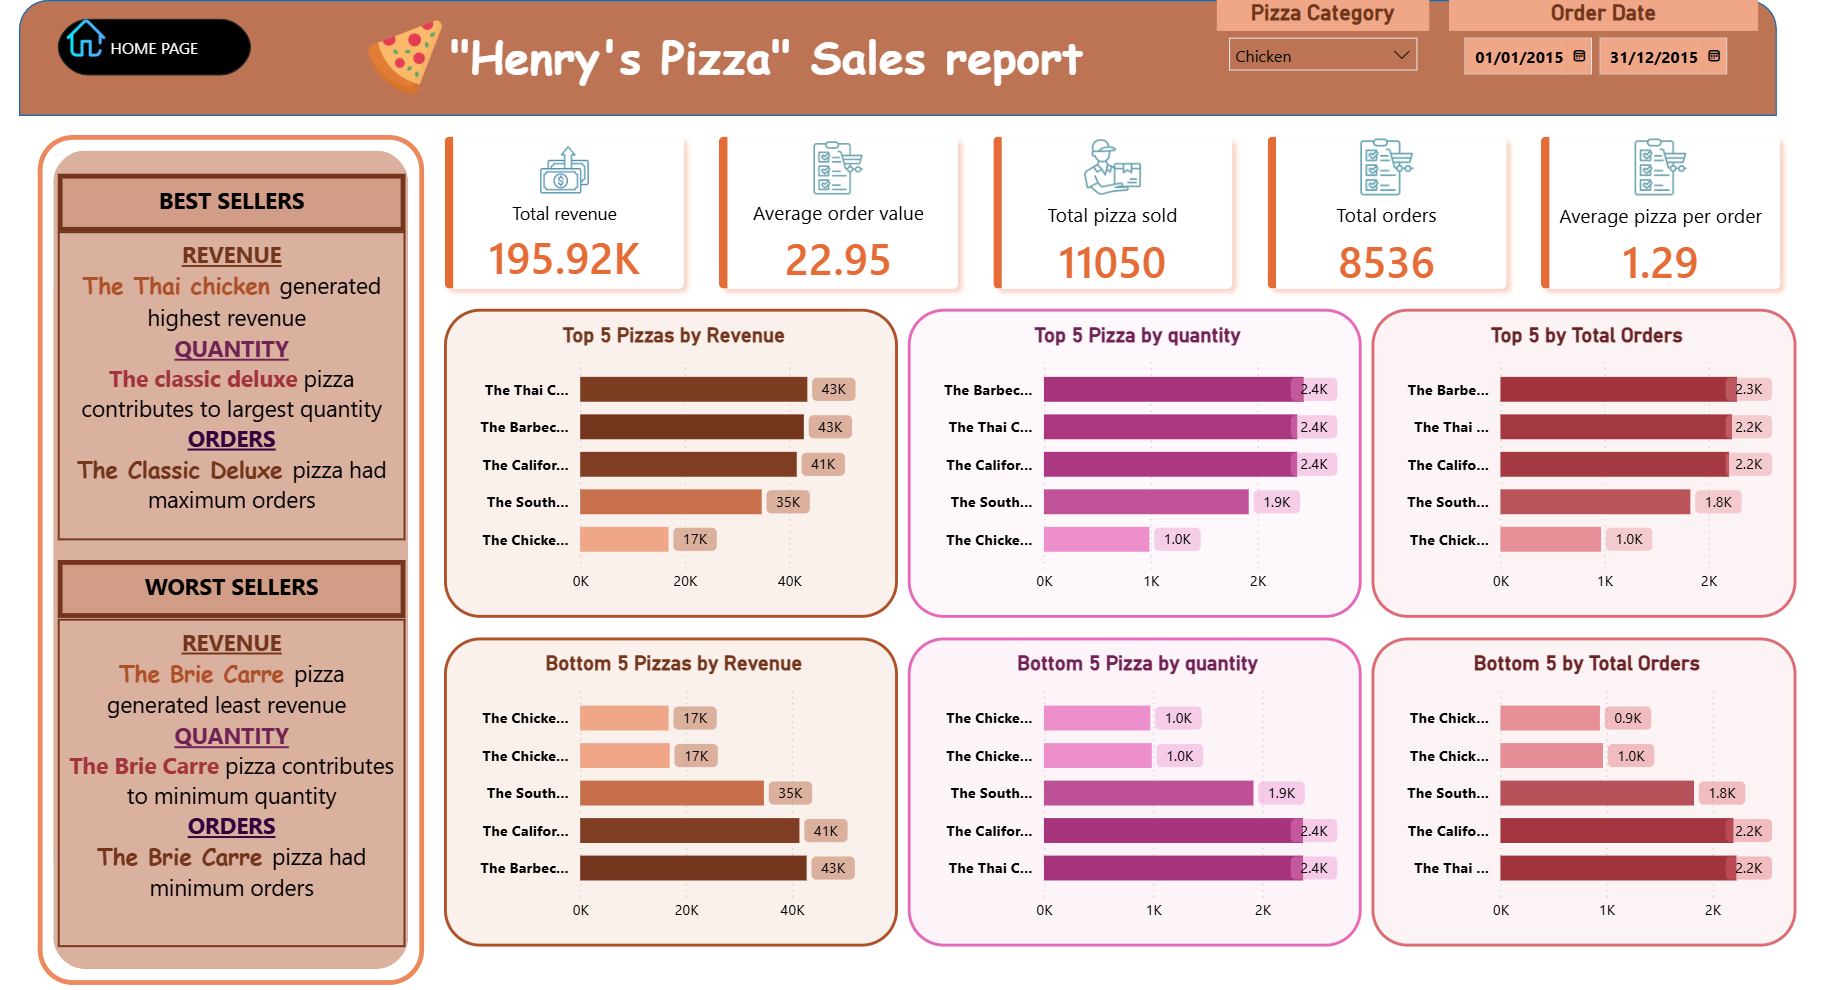 HOME PAGE
"Henry's Pizza" Sales report
Pizza Category
Chicken
Order Date
01/01/2015
31/12/2015
BEST SELLERS
REVENUE
The Thai chicken generated
highest revenue
QUANTITY
The classic deluxe pizza
contributes to largest quantity
ORDERS
The Classic Deluxe pizza had
maximum orders
WORST SELLERS
REVENUE
The Brie Carre pizza
generated least revenue
QUANTITY
The Brie Carre pizza contributes
to minimum quantity
ORDERS
The Brie Carre pizza had
minimum orders
Total revenue
195.92K
Average order value
22.95
Total pizza sold
11050
Total orders
8536
Average pizza per order
1.29
Top 5 Pizzas by Revenue
The Thai C... 43K
The Barbec... 43K
The Califor... 41K
The South... 35K
The Chicke... 17K
0K 20K 40K
Top 5 Pizza by quantity
The Barbec... 2.4K
The Thai C... 2.4K
The Califor... 2.4K
The South... 1.9K
The Chicke... 1.0K
0K 1K 2K
Top 5 by Total Orders
The Barbe... 2.3K
The Thai ... 2.2K
The Califo... 2.2K
The South... 1.8K
The Chick... 1.0K
0K 1K 2K
Bottom 5 Pizzas by Revenue
The Chicke... 17K
The Chicke... 17K
The South... 35K
The Califor... 41K
The Barbec... 43K
0K 20K 40K
Bottom 5 Pizza by quantity
The Chicke... 1.0K
The Chicke... 1.0K
The South... 1.9K
The Califor... 2.4K
The Thai C... 2.4K
0K 1K 2K
Bottom 5 by Total Orders
The Chick... 0.9K
The Chick... 1.0K
The South... 1.8K
The Califo... 2.2K
The Thai ... 2.2K
0K 1K 2K